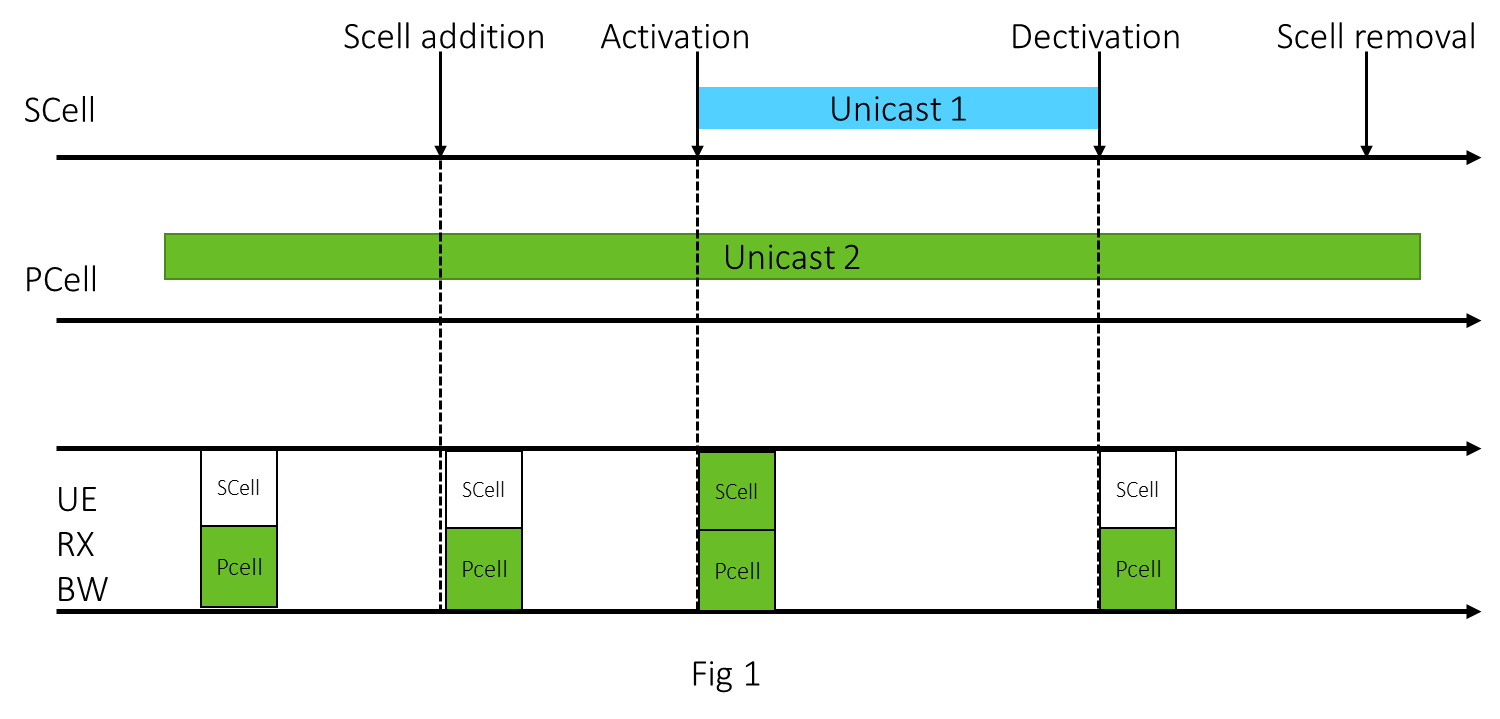 Scell addition
Activation
Dectivation
Scell removal
SCell
Unicast 1
Unicast 2
PCell
UE
RX
BW
SCell
Pcell
SCell
Pcell
SCell
Pcell
SCell
Pcell
Fig 1